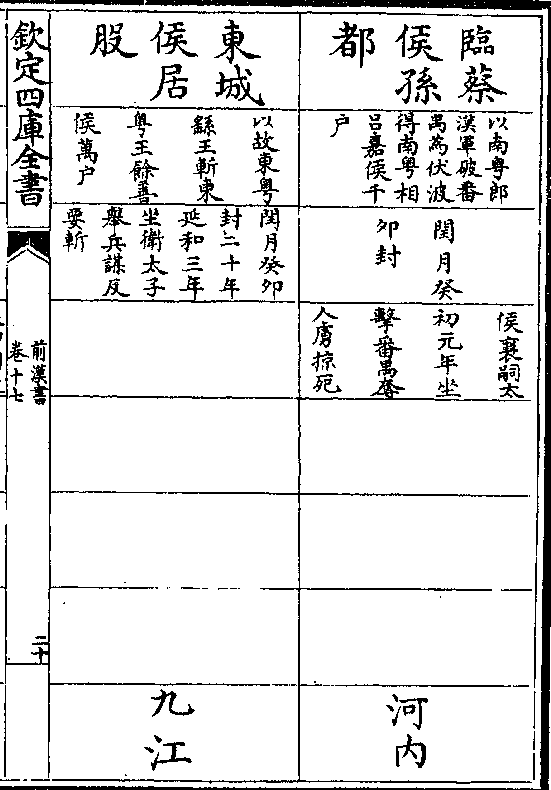 臨蔡
侯孫
都
以南粵郎
漢軍破番
禺為伏波
得南粵相
呂嘉侯千
户
閏月癸
卯封
侯襄嗣太
初元年坐
擊番禺奪
人虜掠死
河内
東城
侯居
股
以故東粵
繇王斬東
粵王餘善
侯萬户
閏月癸卯
封二十年
延和三年
坐衛太子
舉兵謀反
要斬
九江
欽定四庫全書
前漢書
卷十七
二十